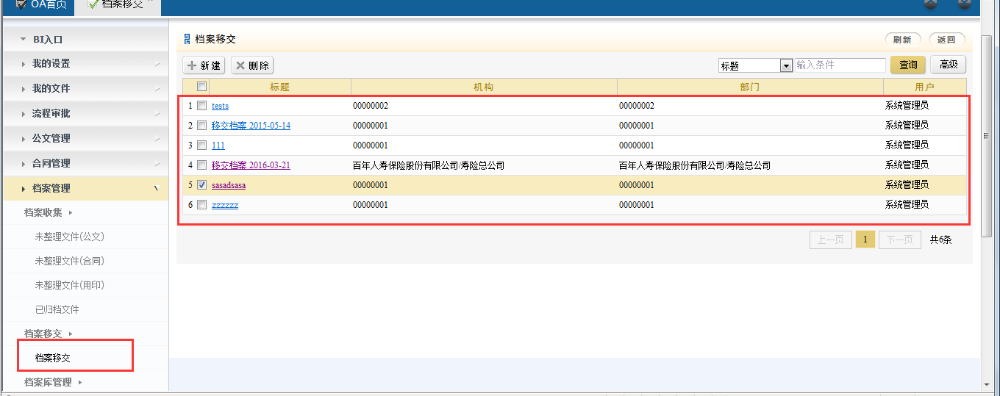 OA首页 档案移交
BI入口
我的设置
我的文件
流程审批
公文管理
合同管理
档案管理
档案收集
未整理文件(公文)
未整理文件(合同)
未整理文件(用印)
已归档文件
档案移交
档案移交
档案库管理
档案移交 刷新 返回
新建 删除 标题 输入条件 查询 高级
标题 机构 部门 用户
1 tests 00000002 00000002 系统管理员
2 移交档案 2015-05-14 00000001 00000001 系统管理员
3 111 00000001 00000001 系统管理员
4 移交档案 2016-03-21 百年人寿保险股份有限公司/寿险总公司 百年人寿保险股份有限公司/寿险总公司 系统管理员
5 sasadsasa 00000001 00000001 系统管理员
6 zzzzzz 00000001 00000001 系统管理员
上一页 1 下一页 共6条